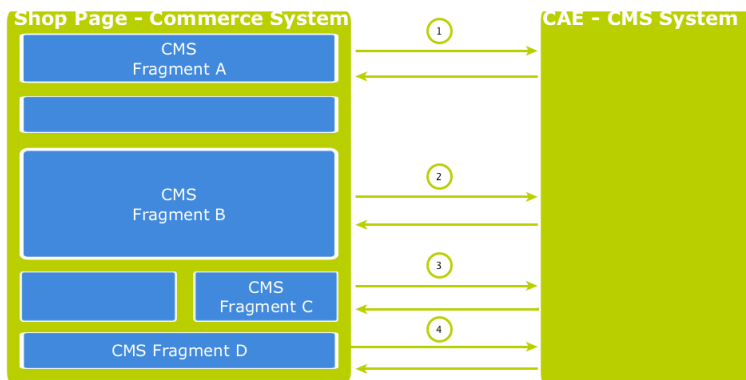 Shop Page - Commerce System
CAE - CMS System
1
CMS
Fragment A
2
CMS
Fragment B
3
CMS
Fragment C
4
CMS Fragment D